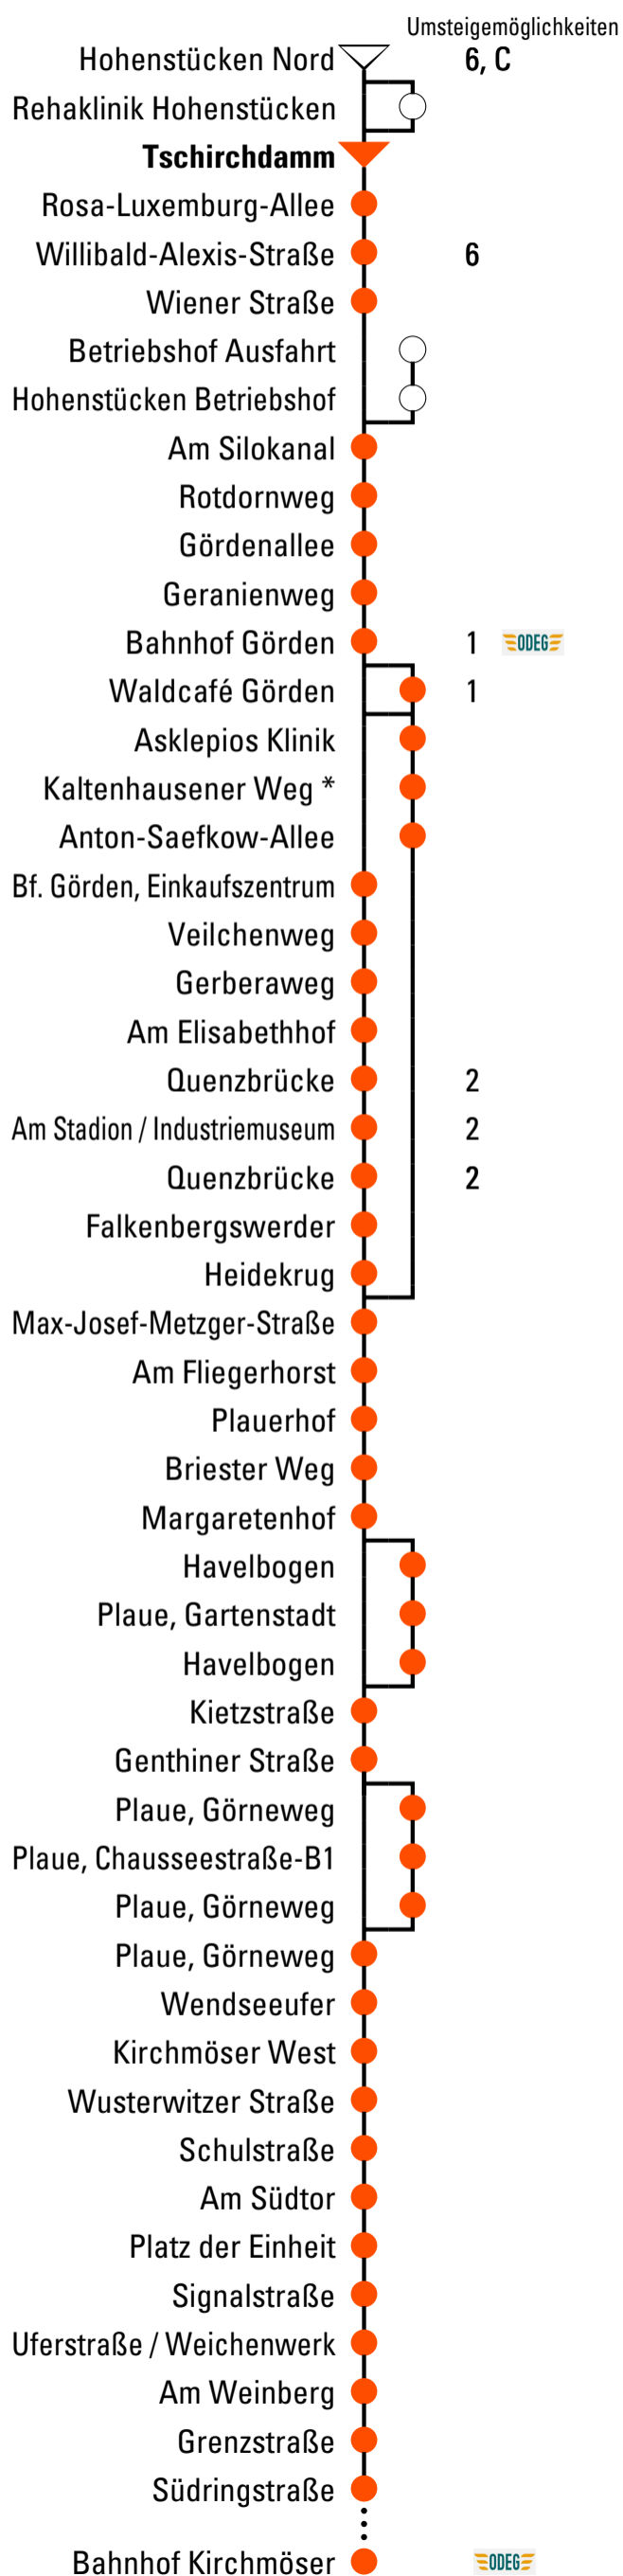 Umsteigemöglichkeiten
Hohenstücken Nord 6, C
Rehaklinik Hohenstücken
Tschirchdamm
Rosa-Luxemburg-Allee
Willibald-Alexis-Straße 6
Wiener Straße
Betriebshof Ausfahrt
Hohenstücken Betriebshof
Am Silokanal
Rotdornweg
Gördenallee
Geranienweg
Bahnhof Görden 1 ODEG
Waldcafé Görden 1
Asklepios Klinik
Kaltenhausener Weg *
Anton-Saefkow-Allee
Bf. Görden, Einkaufszentrum
Veilchenweg
Gerberaweg
Am Elisabethhof
Quenzbrücke 2
Am Stadion / Industriemuseum 2
Quenzbrücke 2
Falkenbergswerder
Heidekrug
Max-Josef-Metzger-Straße
Am Fliegerhorst
Plauerhof
Briester Weg
Margaretenhof
Havelbogen
Plaue, Gartenstadt
Havelbogen
Kietzstraße
Genthiner Straße
Plaue, Görneweg
Plaue, Chausseestraße-B1
Plaue, Görneweg
Plaue, Görneweg
Wendseeufer
Kirchmöser West
Wusterwitzer Straße
Schulstraße
Am Südtor
Platz der Einheit
Signalstraße
Uferstraße / Weichenwerk
Am Weinberg
Grenzstraße
Südringstraße
Bahnhof Kirchmöser ODEG